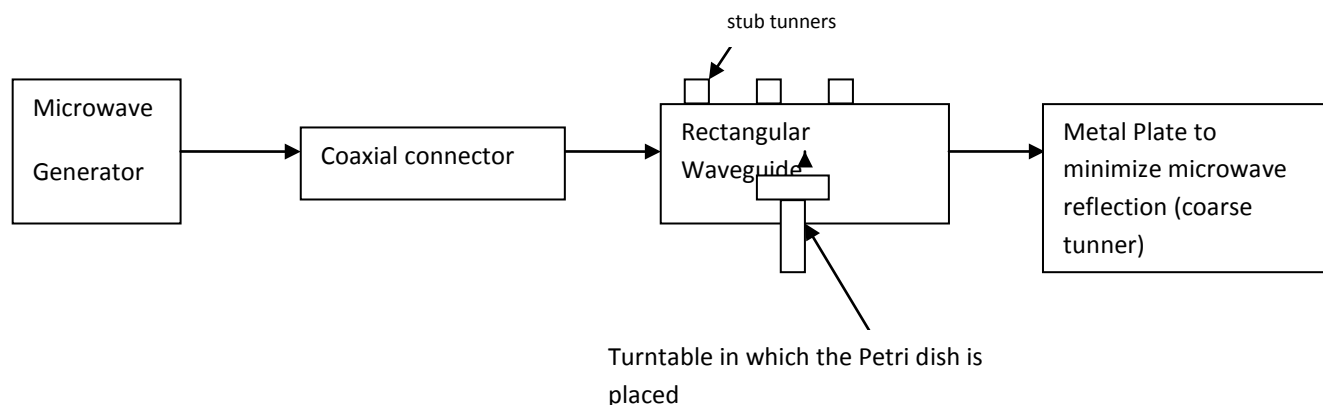 stub tunners
Microwave
Generator
Coaxial connector
Rectangular
Waveguide
Metal Plate to
minimize microwave
reflection (coarse
tunner)
Turntable in which the Petri dish is
placed